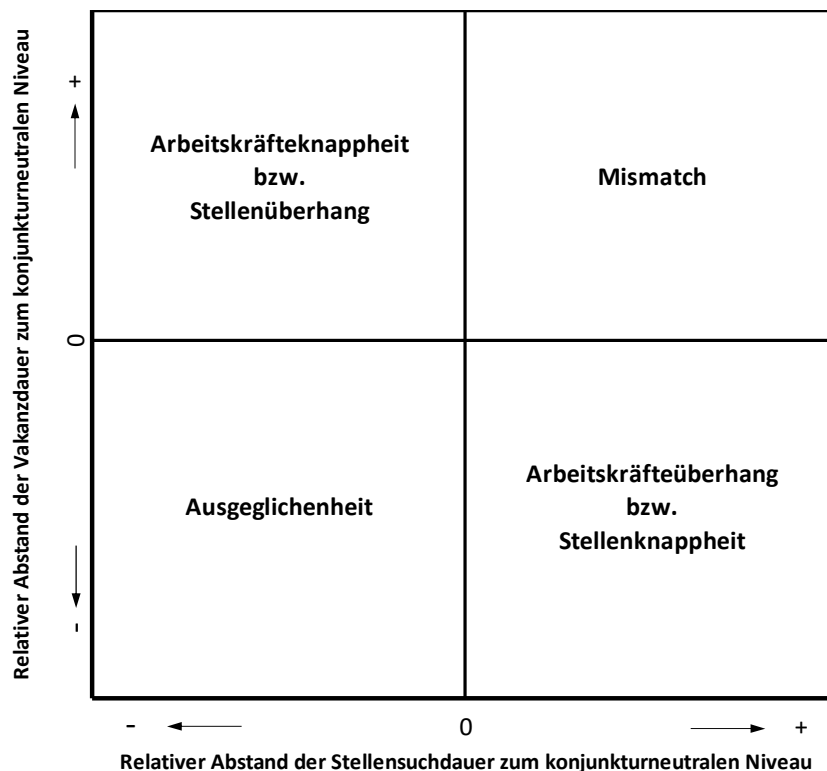 Relativer Abstand der Vakanzdauer zum konjunkturneutralen Niveau
+
0
-
Arbeitskräfteknappheit
bzw.
Stellenüberhang
Mismatch
Ausgeglichenheit
Arbeitskräfteüberhang
bzw.
Stellenknappheit
- 0 +
Relativer Abstand der Stellensuchdauer zum konjunkturneutralen Niveau